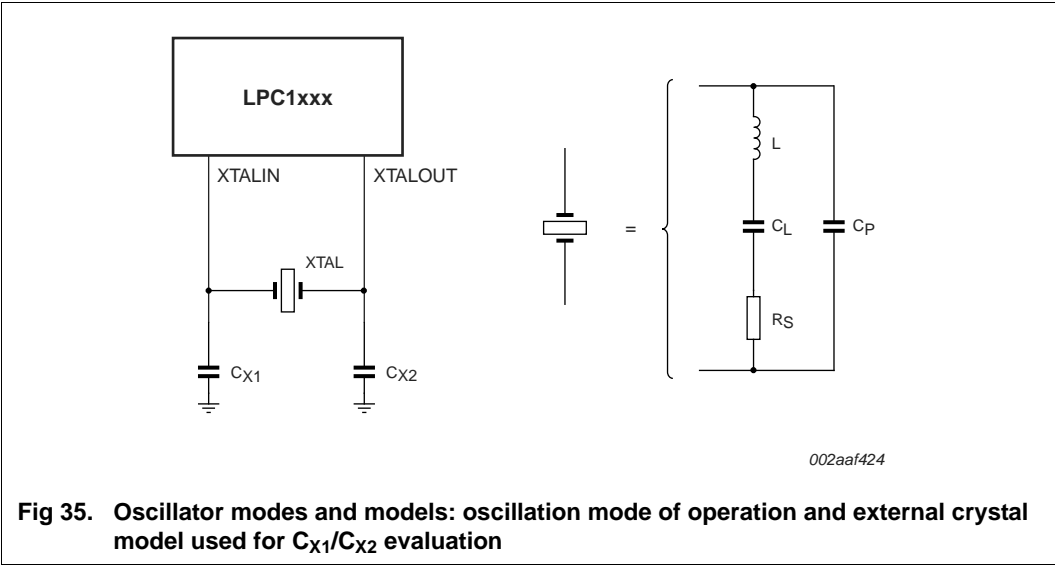 LPC1xxx
XTALIN
XTALOUT
XTAL
CX1
CX2
=
L
CL
CP
RS
002aaf424
Fig 35. Oscillator modes and models: oscillation mode of operation and external crystal
model used for CX1/CX2 evaluation